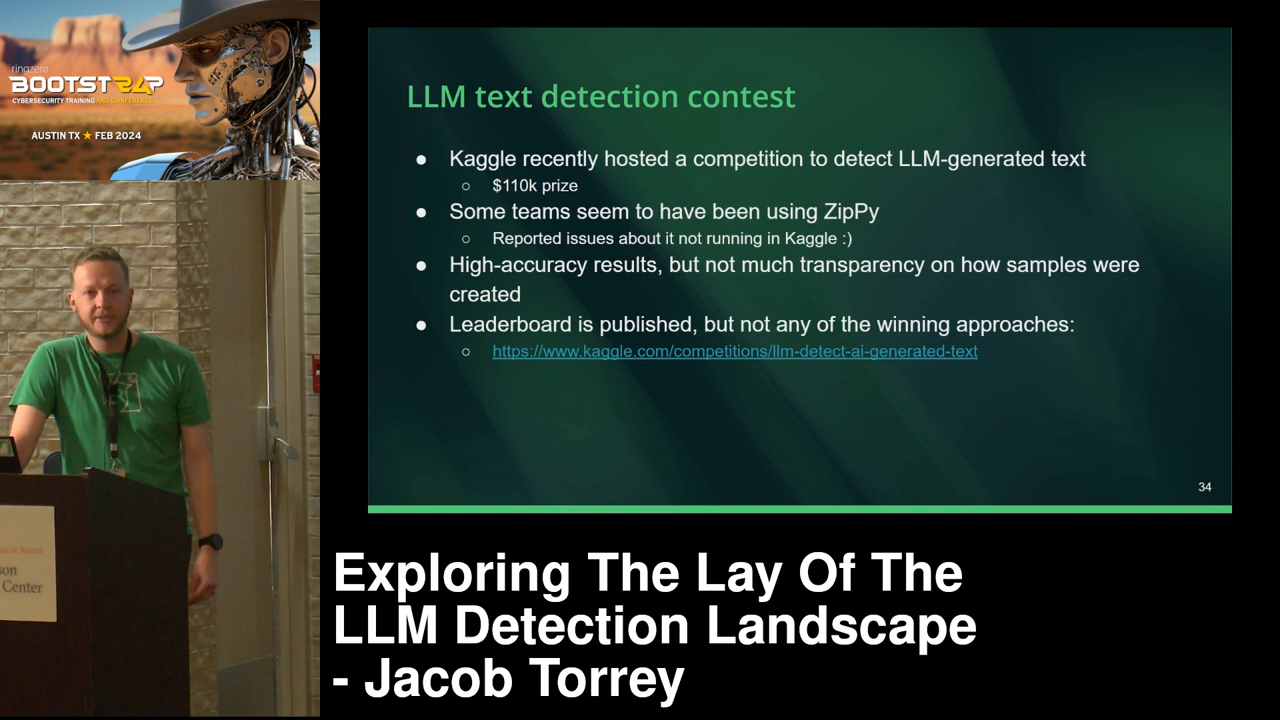 ringzerø
BOOTSTR24P
CYBERSECURITY TRAINING AND CONFERENCE
AUSTIN TX ★ FEB 2024
LLM text detection contest
● Kaggle recently hosted a competition to detect LLM-generated text
○ $110k prize
● Some teams seem to have been using ZipPy
○ Reported issues about it not running in Kaggle :)
● High-accuracy results, but not much transparency on how samples were
created
● Leaderboard is published, but not any of the winning approaches:
○ https://www.kaggle.com/competitions/llm-detect-ai-generated-text
34
Center
Exploring The Lay Of The
LLM Detection Landscape
- Jacob Torrey